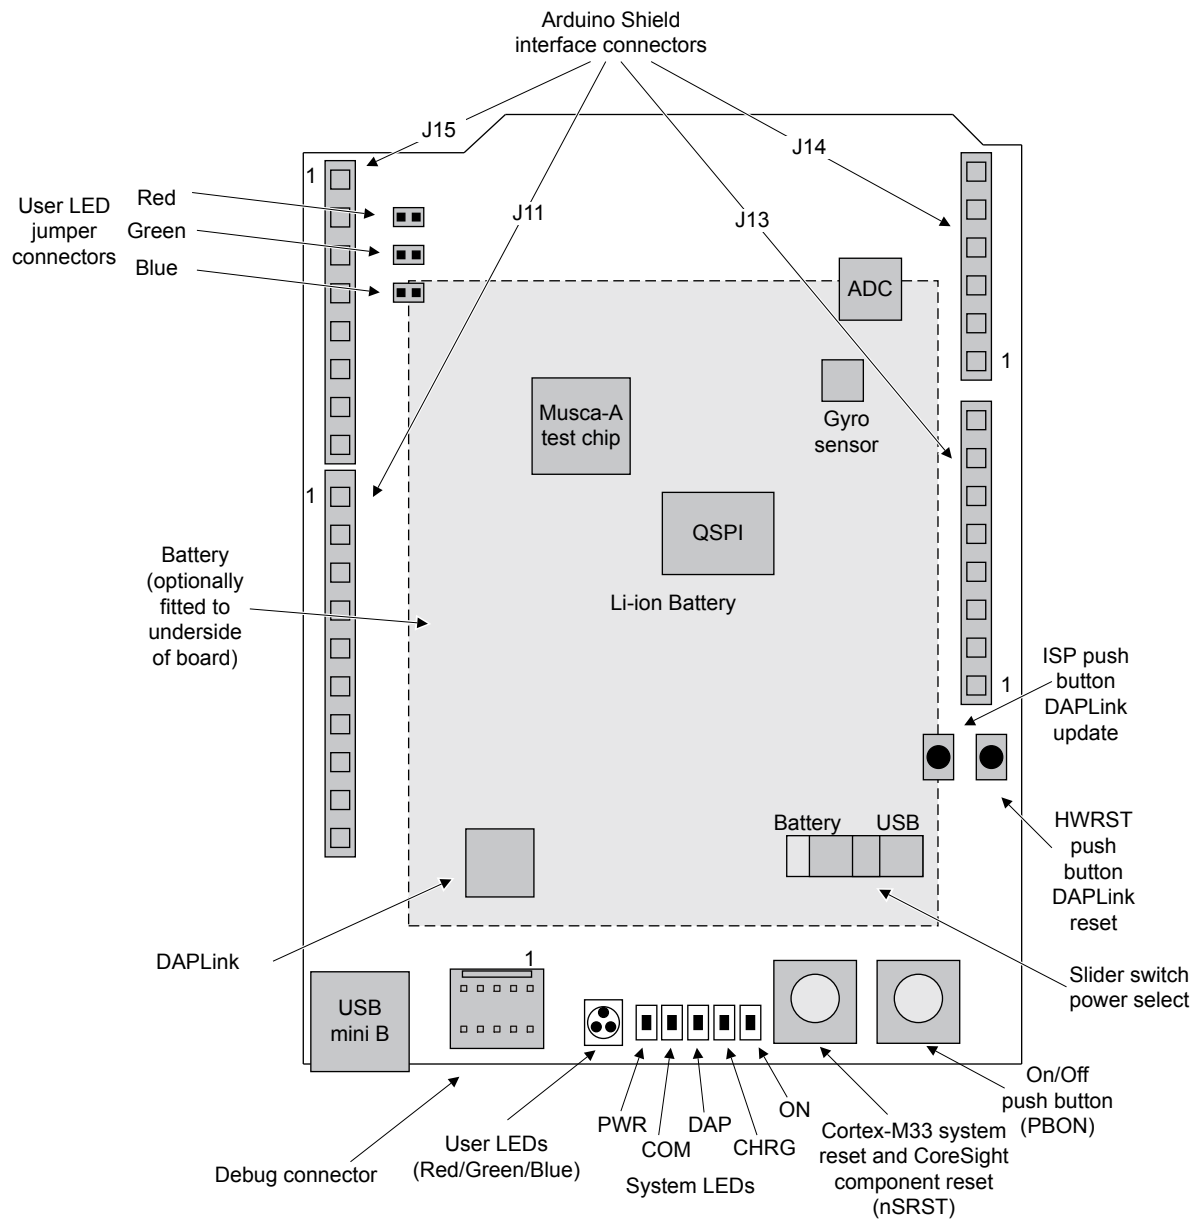 Arduino Shield
interface connectors
J15
J14
J11
J13
1
User LED
jumper
connectors
Red
Green
Blue
ADC
1
Gyro
sensor
Musca-A
test chip
1
QSPI
Li-ion Battery
Battery
(optionally
fitted to
underside
of board)
1
ISP push
button
DAPLink
update
Battery
USB
HWRST
push
button
DAPLink
reset
DAPLink
1
Slider switch
power select
USB
mini B
PWR
COM
DAP
CHRG
ON
System LEDs
User LEDs
(Red/Green/Blue)
Debug connector
Cortex-M33 system
reset and CoreSight
component reset
(nSRST)
On/Off
push button
(PBON)